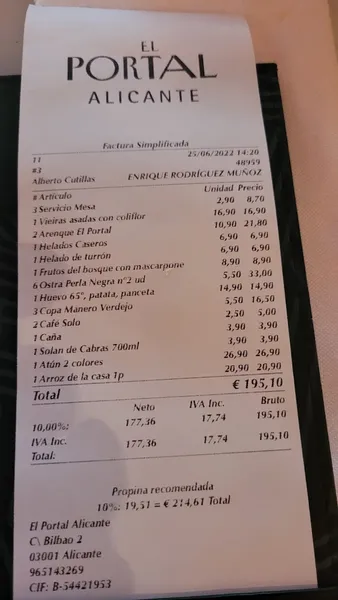 EL
PORTAL
ALICANTE
Factura Simplificada
11 25/06/2022 14:20
#3 48959
Alberto Cutillas ENRIQUE RODRÍGUEZ MUÑOZ
# Artículo Unidad Precio
3 Servicio Mesa 2,90 8,70
1 Vieiras asadas con coliflor 16,90 16,90
2 Arenque El Portal 10,90 21,80
1 Helados Caseros 6,90 6,90
1 Helado de turrón 6,90 6,90
1 Frutos del bosque con mascarpone 8,90 8,90
6 Ostra Perla Negra nº2 ud 5,50 33,00
1 Huevo 65º, patata, panceta 14,90 14,90
3 Copa Manero Verdejo 5,50 16,50
2 Café Solo 2,50 5,00
1 Caña 3,90 3,90
1 Solan de Cabras 700ml 3,90 3,90
1 Atún 2 colores 26,90 26,90
1 Arroz de la casa 1p 20,90 20,90
Total € 195,10
Neto IVA Inc. Bruto
10,00%: 177,36 17,74 195,10
IVA Inc. 177,36 17,74 195,10
Total:
Propina recomendada
10%: 19,51 = € 214,61 Total
El Portal Alicante
C\ Bilbao 2
03001 Alicante
965143269
CIF: B-54421953